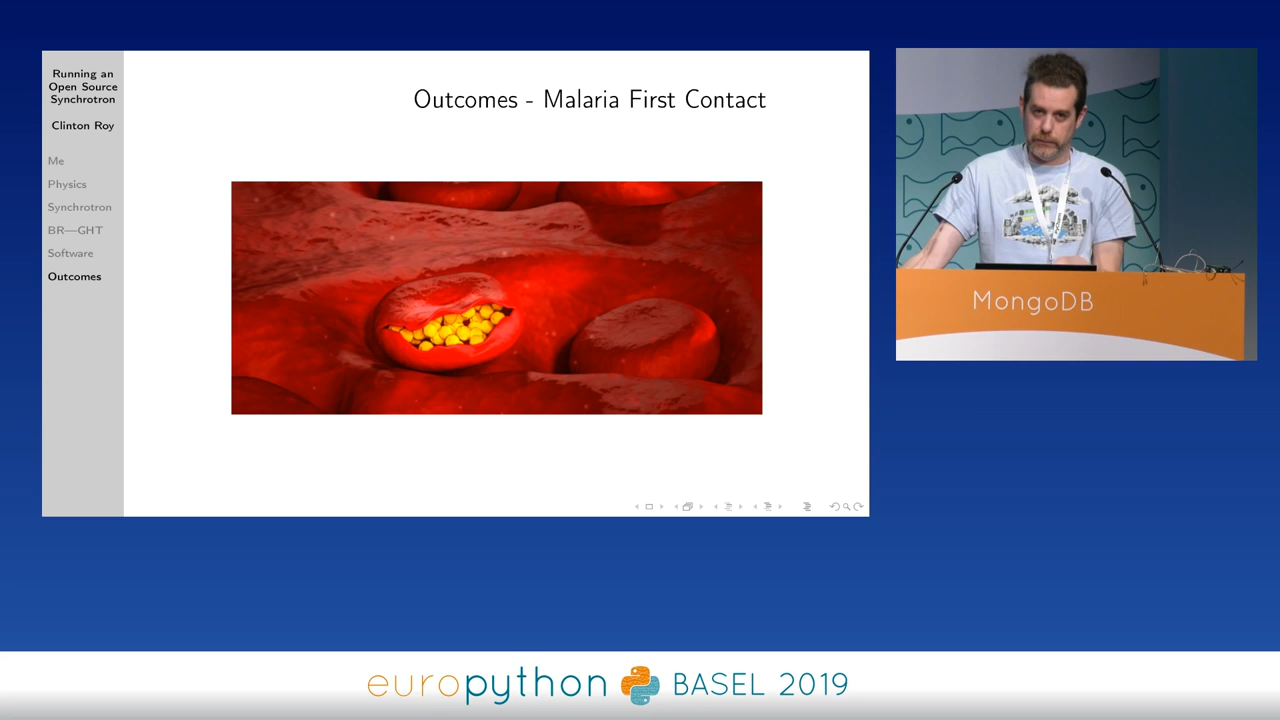 Running an
Open Source
Synchrotron
Clinton Roy
Me
Physics
Synchrotron
BR—GHT
Software
Outcomes
Outcomes - Malaria First Contact
MongoDB
europython BASEL 2019